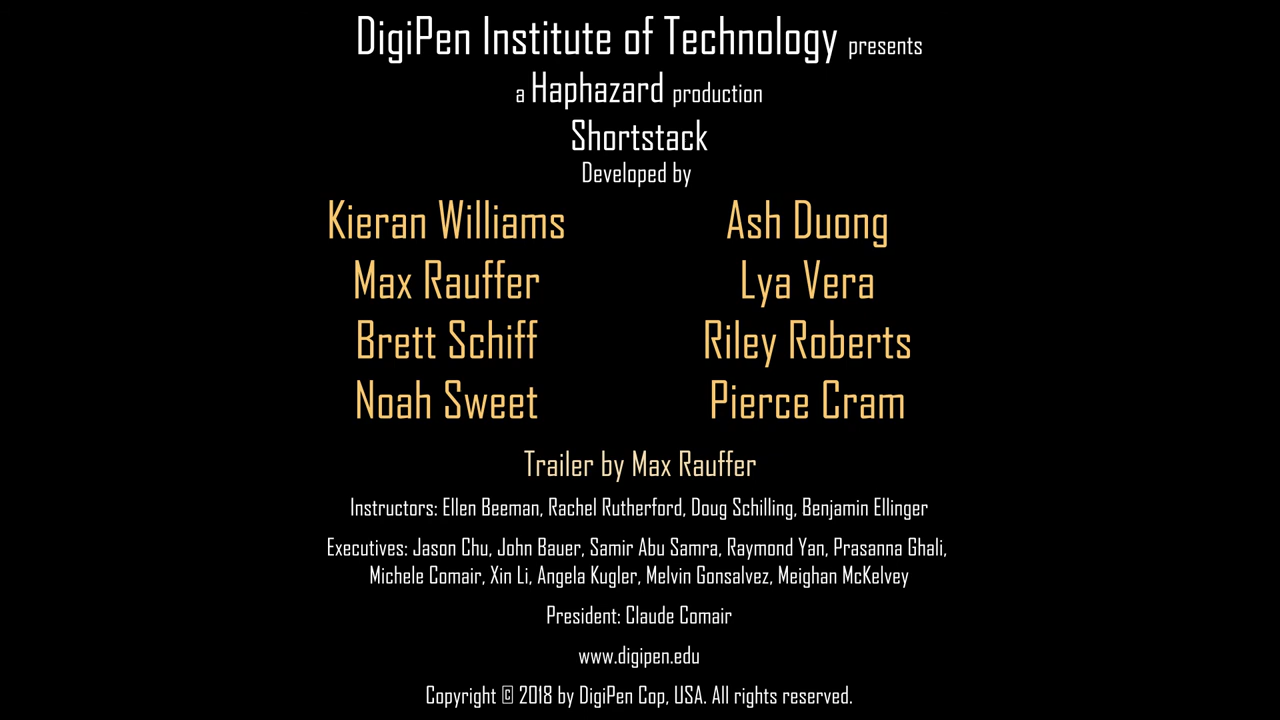 DigiPen Institute of Technology presents
a Haphazard production
Shortstack
Developed by
Kieran Williams
Ash Duong
Max Rauffer
Lya Vera
Brett Schiff
Riley Roberts
Noah Sweet
Pierce Cram
Trailer by Max Rauffer
Instructors: Ellen Beeman, Rachel Rutherford, Doug Schilling, Benjamin Ellinger
Executives: Jason Chu, John Bauer, Samir Abu Samra, Raymond Yan, Prasanna Ghali,
Michele Comair, Xin Li, Angela Kugler, Melvin Gonsalvez, Meighan McKelvey
President: Claude Comair
www.digipen.edu
Copyright © 2018 by DigiPen Cop, USA. All rights reserved.